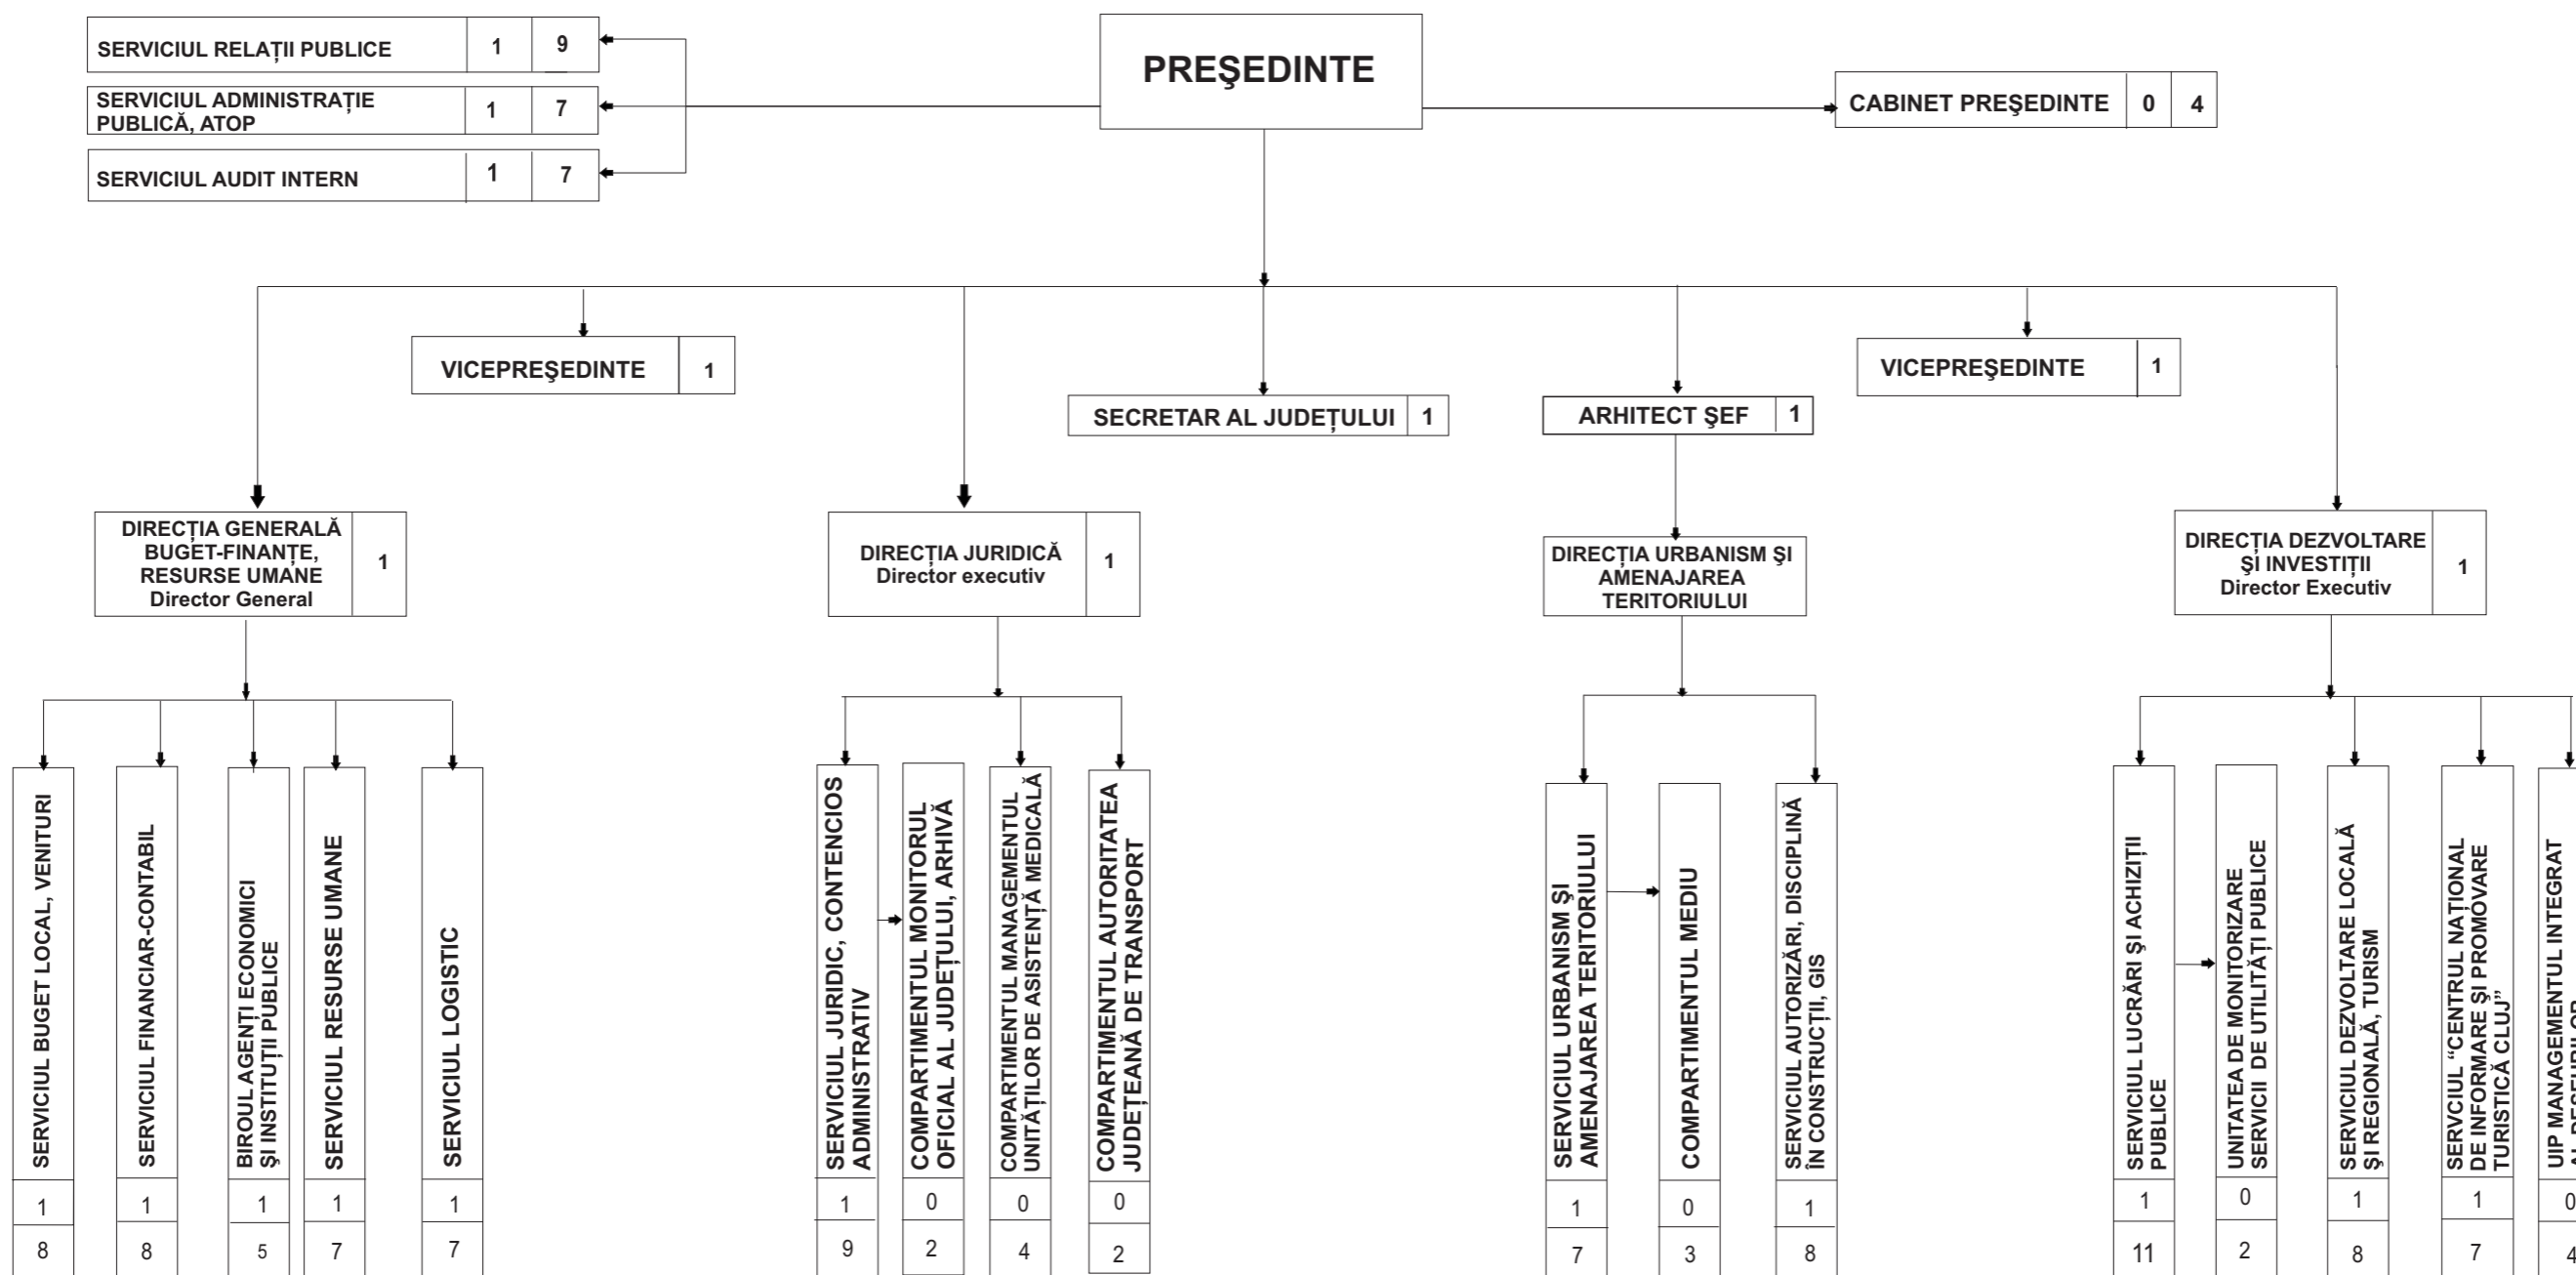 SERVICIUL RELAȚII PUBLICE 1 9
SERVICIUL ADMINISTRAȚIE
PUBLICĂ, ATOP 1 7
SERVICIUL AUDIT INTERN 1 7
PREŞEDINTE
CABINET PREŞEDINTE 0 4
VICEPREŞEDINTE 1
VICEPREŞEDINTE 1
SECRETAR AL JUDEȚULUI 1
ARHITECT ŞEF 1
DIRECȚIA GENERALĂ
BUGET-FINANȚE,
RESURSE UMANE
Director General
1
DIRECȚIA JURIDICĂ
Director executiv
1
DIRECȚIA URBANISM ŞI
AMENAJAREA
TERITORIULUI
DIRECȚIA DEZVOLTARE
ŞI INVESTIȚII
Director Executiv
1
SERVICIUL BUGET LOCAL, VENITURI
1
8
SERVICIUL FINANCIAR-CONTABIL
1
8
BIROUL AGENȚI ECONOMICI
ŞI INSTITUȚII PUBLICE
1
5
SERVICIUL RESURSE UMANE
1
7
SERVICIUL LOGISTIC
1
7
SERVICIUL JURIDIC, CONTENCIOS
ADMINISTRATIV
1
9
COMPARTIMENTUL MONITORUL
OFICIAL AL JUDEȚULUI, ARHIVĂ
0
2
COMPARTIMENTUL MANAGEMENTUL
UNITĂȚILOR DE ASISTENȚĂ MEDICALĂ
0
4
COMPARTIMENTUL AUTORITATEA
JUDEȚEANĂ DE TRANSPORT
0
2
SERVICIUL URBANISM ŞI
AMENAJAREA TERITORIULUI
1
7
COMPARTIMENTUL MEDIU
0
3
SERVICIUL AUTORIZĂRI, DISCIPLINĂ
ÎN CONSTRUCȚII, GIS
1
8
SERVICIUL LUCRĂRI ŞI ACHIZIȚII
PUBLICE
1
11
UNITATEA DE MONITORIZARE
SERVICII DE UTILITĂȚI PUBLICE
0
2
SERVICIUL DEZVOLTARE LOCALĂ
ŞI REGIONALĂ, TURISM
1
8
SERVCIUL “CENTRUL NAȚIONAL
DE INFORMARE ŞI PROMOVARE
TURISTICĂ CLUJ”
1
7
UIP MANAGEMENTUL INTEGRAT
0
4